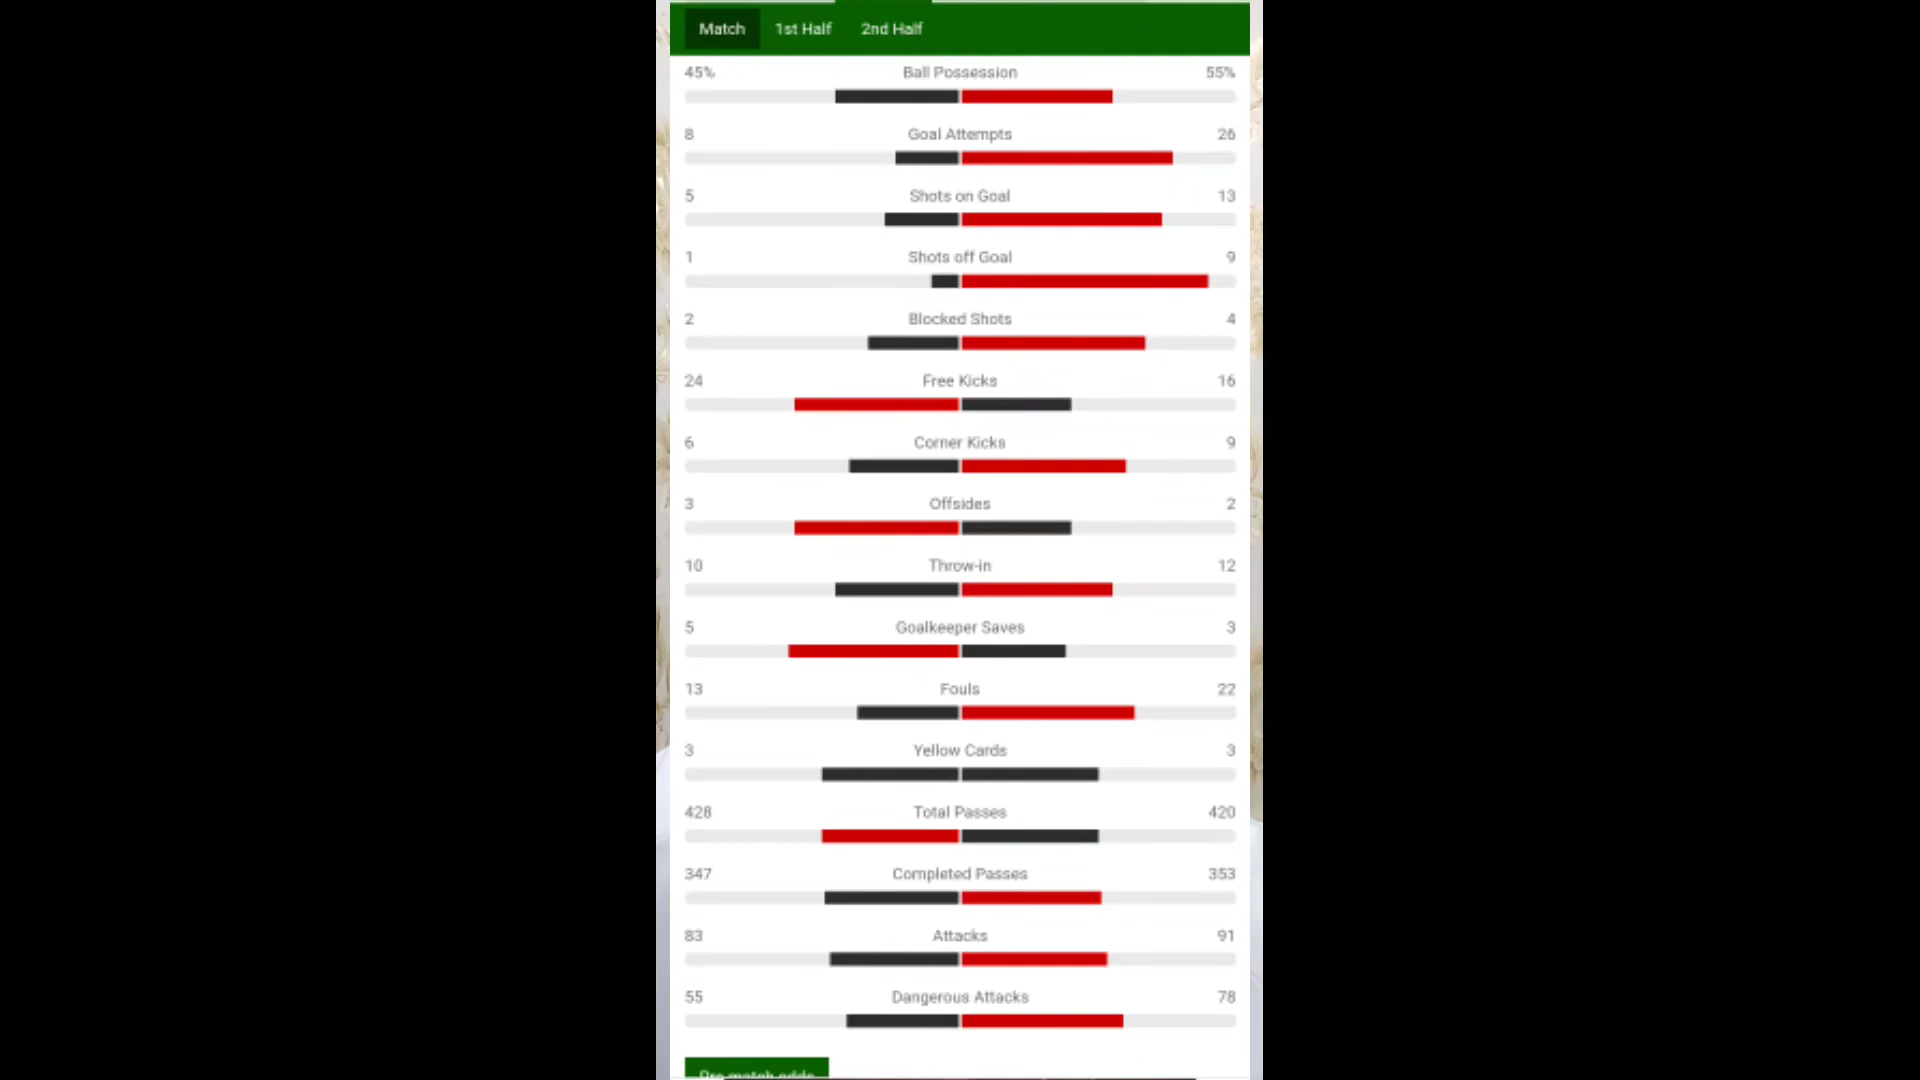 Match 1st Half 2nd Half
45% Ball Possession 55%
8 Goal Attempts 26
5 Shots on Goal 13
1 Shots off Goal 9
2 Blocked Shots 4
24 Free Kicks 16
6 Corner Kicks 9
3 Offsides 2
10 Throw-in 12
5 Goalkeeper Saves 3
13 Fouls 22
3 Yellow Cards 3
428 Total Passes 420
347 Completed Passes 353
83 Attacks 91
55 Dangerous Attacks 78
Pre-match odds